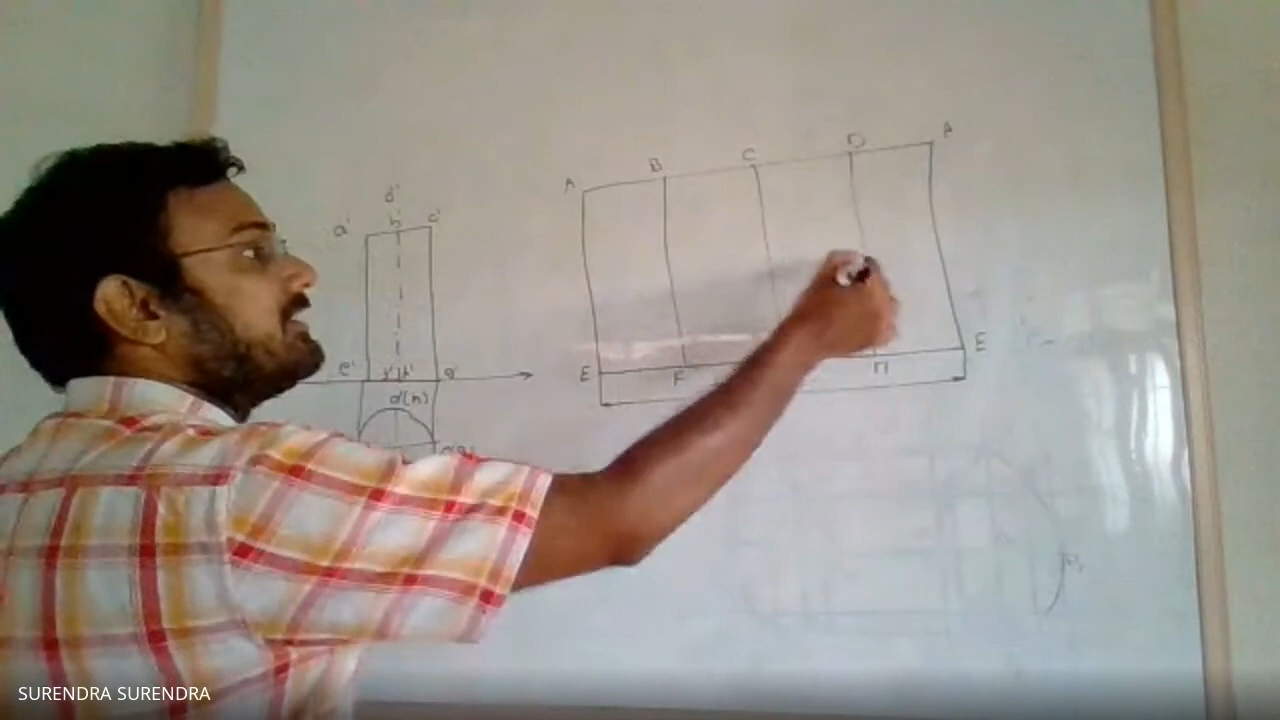 A B C D A
d'
b'
a' c'
E F H E
e'
SURENDRA SURENDRA